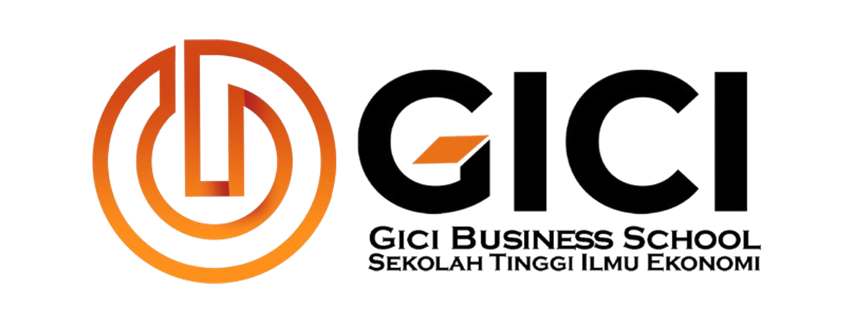 GICI
GICI BUSINESS SCHOOL
SEKOLAH TINGGI ILMU EKONOMI